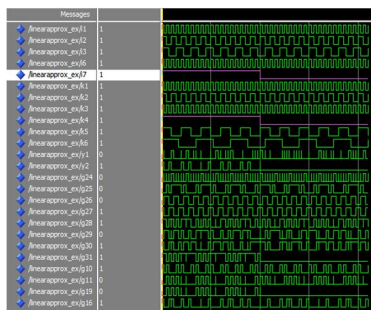 Messages
/linearapprox_ex/i1 1
/linearapprox_ex/i2 1
/linearapprox_ex/i3 1
/linearapprox_ex/i6 1
/linearapprox_ex/i7 1
/linearapprox_ex/k1 1
/linearapprox_ex/k2 1
/linearapprox_ex/k3 1
/linearapprox_ex/k4 1
/linearapprox_ex/k5 1
/linearapprox_ex/k6 1
/linearapprox_ex/y1 0
/linearapprox_ex/y2 1
/linearapprox_ex/g24 0
/linearapprox_ex/g25 0
/linearapprox_ex/g26 0
/linearapprox_ex/g27 1
/linearapprox_ex/g28 1
/linearapprox_ex/g29 0
/linearapprox_ex/g30 1
/linearapprox_ex/g31 1
/linearapprox_ex/g10 1
/linearapprox_ex/g11 0
/linearapprox_ex/g19 0
/linearapprox_ex/g16 1